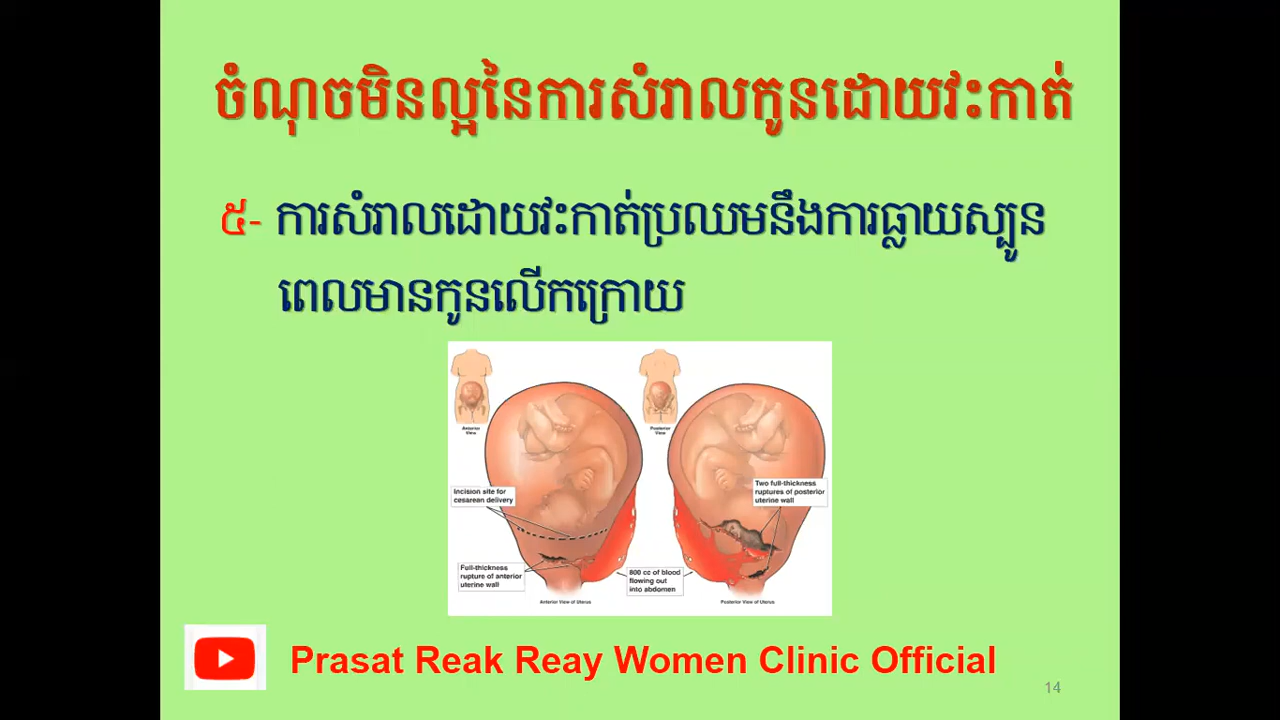 ចំណុចមិនល្អនៃការសំរាលកូនដោយវះកាត់
៥- ការសំរាលដោយវះកាត់ប្រឈមនឹងការធ្លាយស្បូន
ពេលមានកូនលើកក្រោយ
Anterior
View
Posterior
View
Incision site for
cesarean delivery
Two full-thickness
ruptures of posterior
uterine wall
Full-thickness
rupture of anterior
uterine wall
800 cc of blood
flowing out
into abdomen
Anterior View of Uterus
Posterior View of Uterus
Prasat Reak Reay Women Clinic Official
14